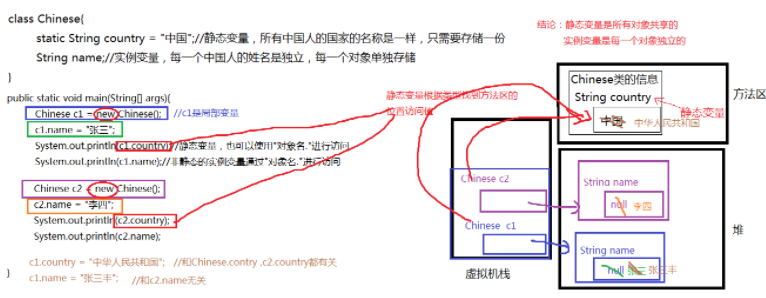 class Chinese{
static String country = "中国";//静态变量，所有中国人的国家的名称是一样，只需要存储一份
String name;//实例变量，每一个中国人的姓名是独立，每一个对象单独存储
}
public static void main(String[] args){
Chinese c1 = new Chinese(); //c1是局部变量
c1.name = "张三";
System.out.println(c1.country);//静态变量，也可以使用"对象名."进行访问
System.out.println(c1.name);//非静态的实例变量通过"对象名."进行访问
Chinese c2 = new Chinese();
c2.name = "李四";
System.out.println(c2.country);
System.out.println(c2.name);
c1.country = "中华人民共和国"; //和Chinese.contry ,c2.country都有关
c1.name = "张三丰"; //和c2.name无关
}
结论：静态变量是所有对象共享的
实例变量是每一个对象独立的
静态变量根据类型找到方法区的
位置访问值
Chinese类的信息
String country
中国 中华人民共和国
静态变量
方法区
Chinese c2
Chinese c1
虚拟机栈
String name
null 李四
String name
null 张三 张三丰
堆